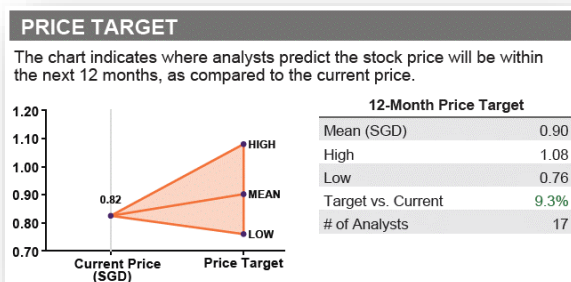 PRICE TARGET
The chart indicates where analysts predict the stock price will be within
the next 12 months, as compared to the current price.
1.20
1.10
1.00
0.90
0.80
0.70
0.82
HIGH
MEAN
LOW
Current Price
(SGD)
Price Target
12-Month Price Target
Mean (SGD) 0.90
High 1.08
Low 0.76
Target vs. Current 9.3%
# of Analysts 17